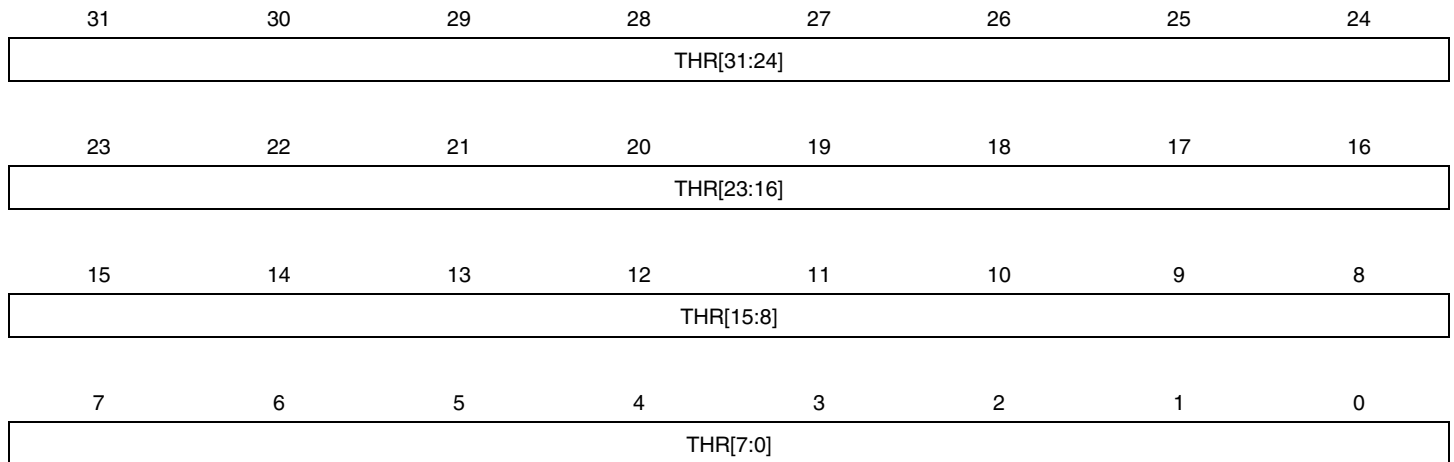 31 30 29 28 27 26 25 24
THR[31:24]
23 22 21 20 19 18 17 16
THR[23:16]
15 14 13 12 11 10 9 8
THR[15:8]
7 6 5 4 3 2 1 0
THR[7:0]